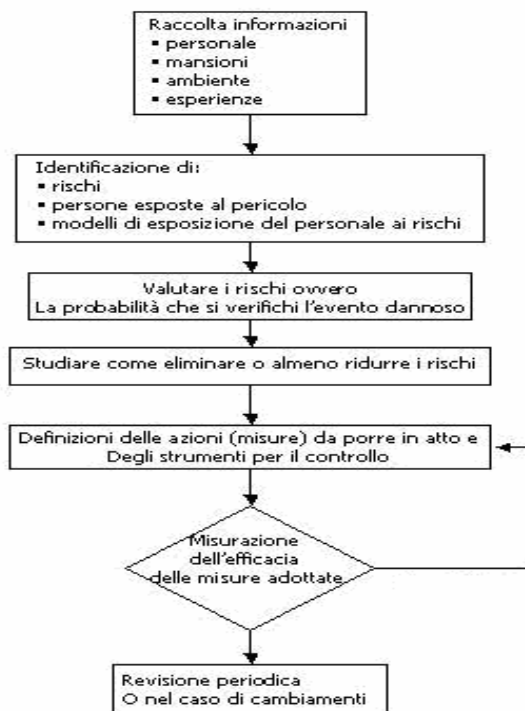 Raccolta informazioni
▪ personale
▪ mansioni
▪ ambiente
▪ esperienze
Identificazione di:
▪ rischi
▪ persone esposte al pericolo
▪ modelli di esposizione del personale ai rischi
Valutare i rischi ovvero
La probabilità che si verifichi l'evento dannoso
Studiare come eliminare o almeno ridurre i rischi
Definizioni delle azioni (misure) da porre in atto e
Degli strumenti per il controllo
Misurazione
dell'efficacia
delle misure adottate
Revisione periodica
O nel caso di cambiamenti